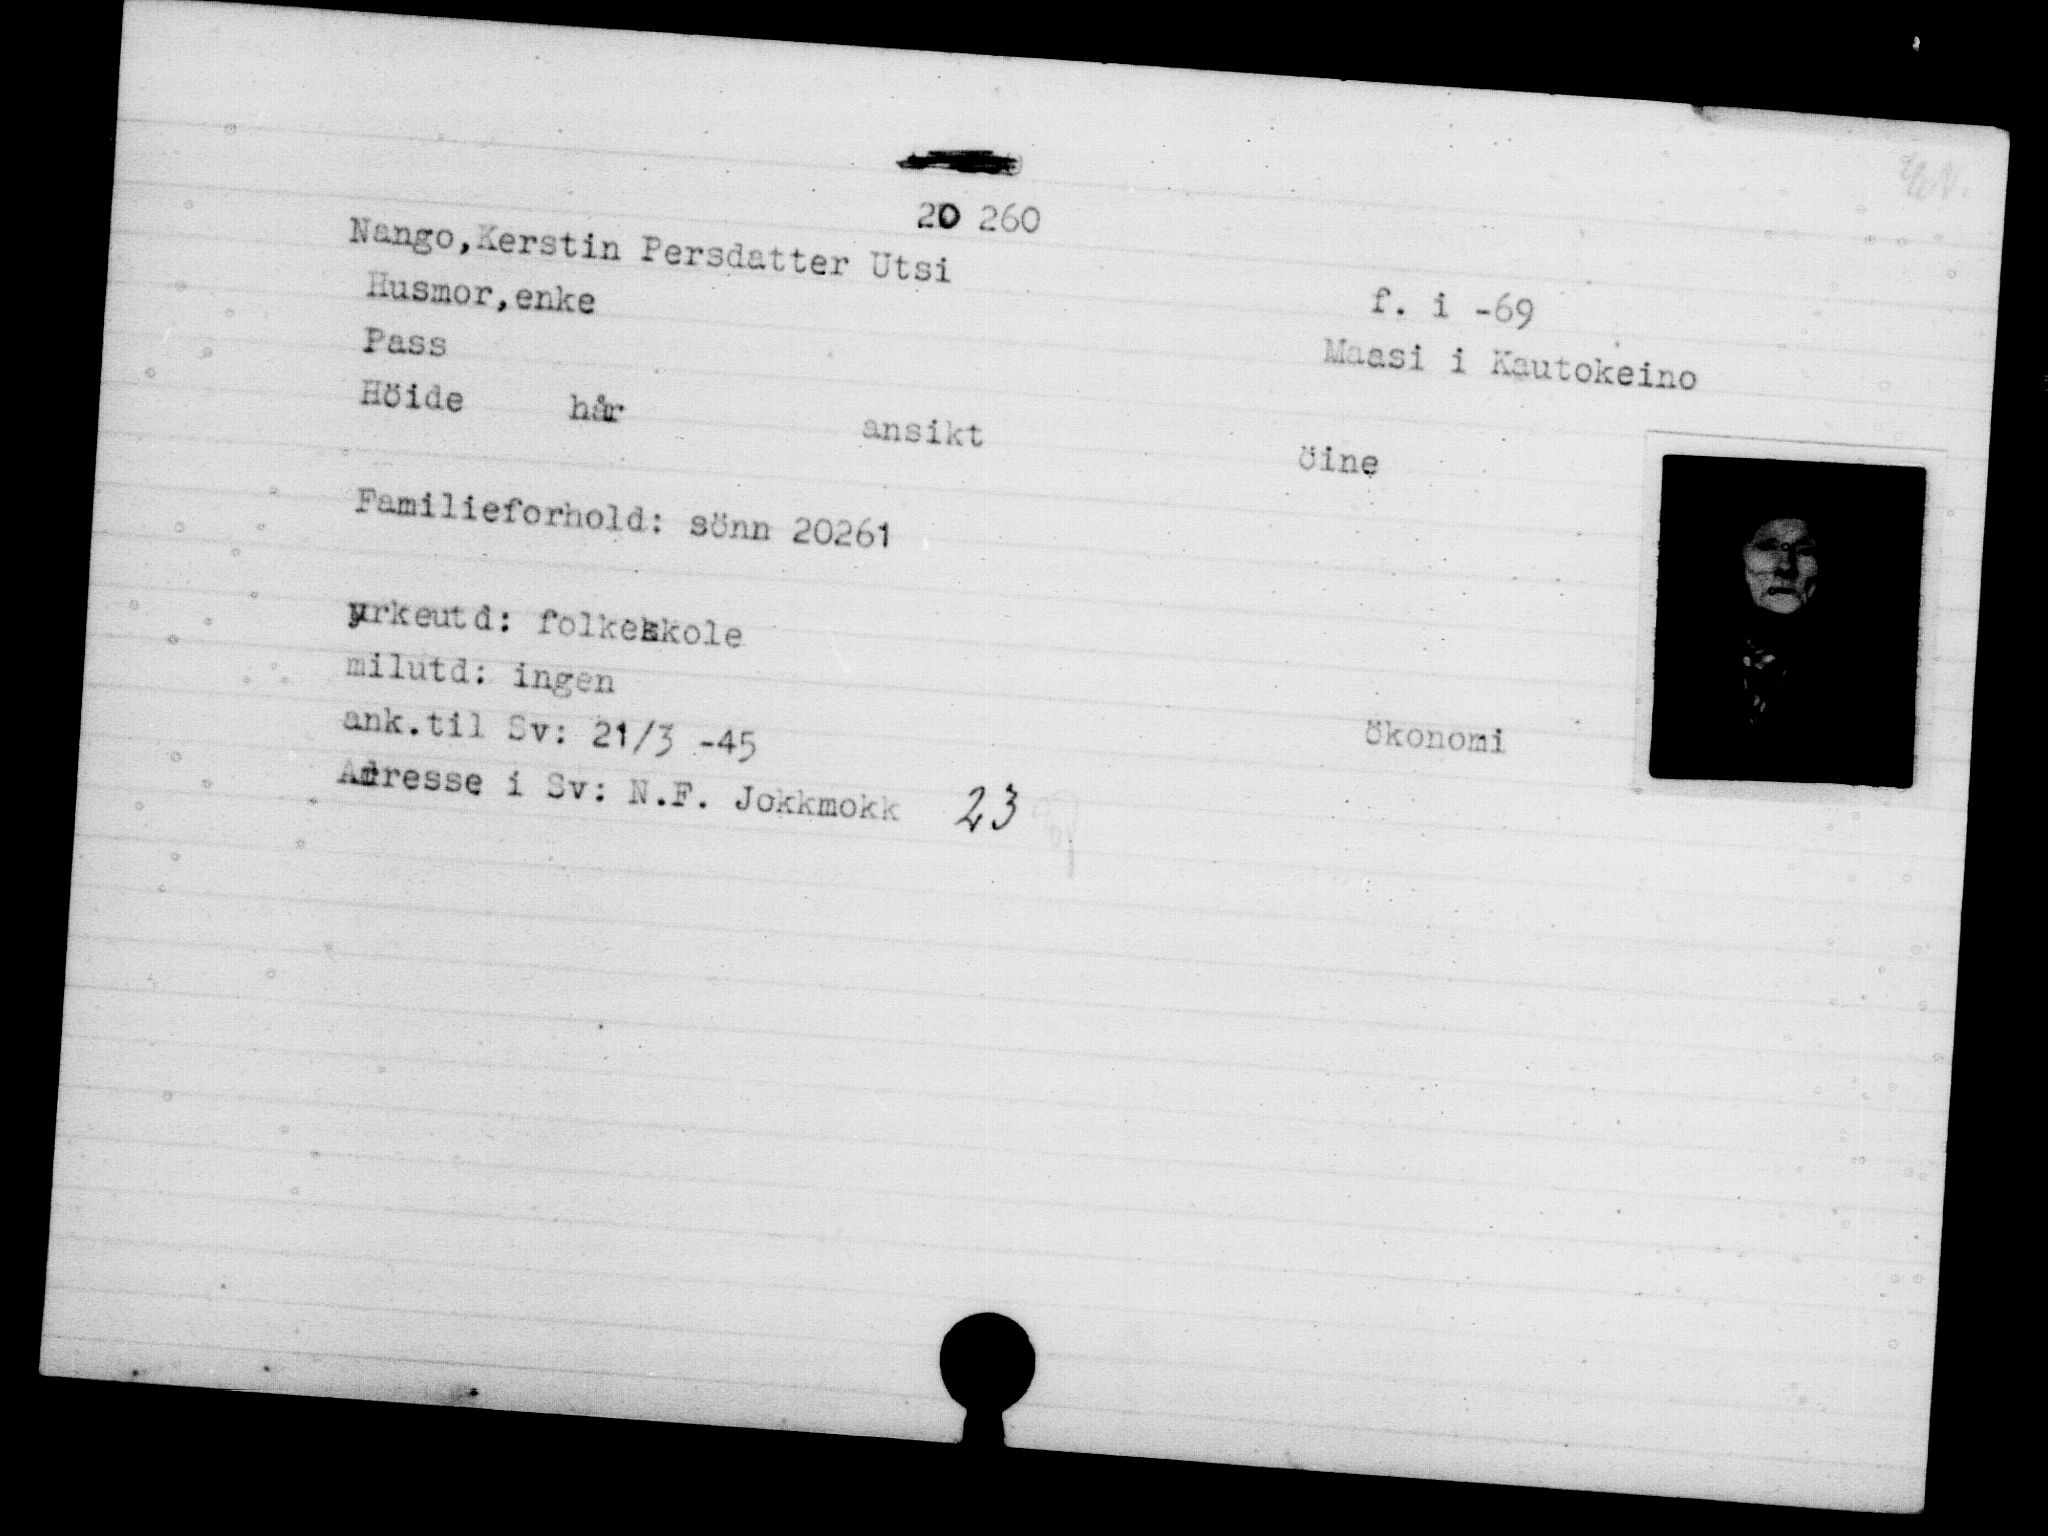 20 260
Nango,Kerstin Persdatter Utsi
f. i -69
Husmor,enke
Maasi i Kautokeino
Pass
Höide hår ansikt öine
Familieforhold: sönn 20261
yrkeutd: folkeskole
milutd: ingen
ank.til Sv: 21/3 -45 ökonomi
Adresse i Sv: N.F. Jokkmokk 23